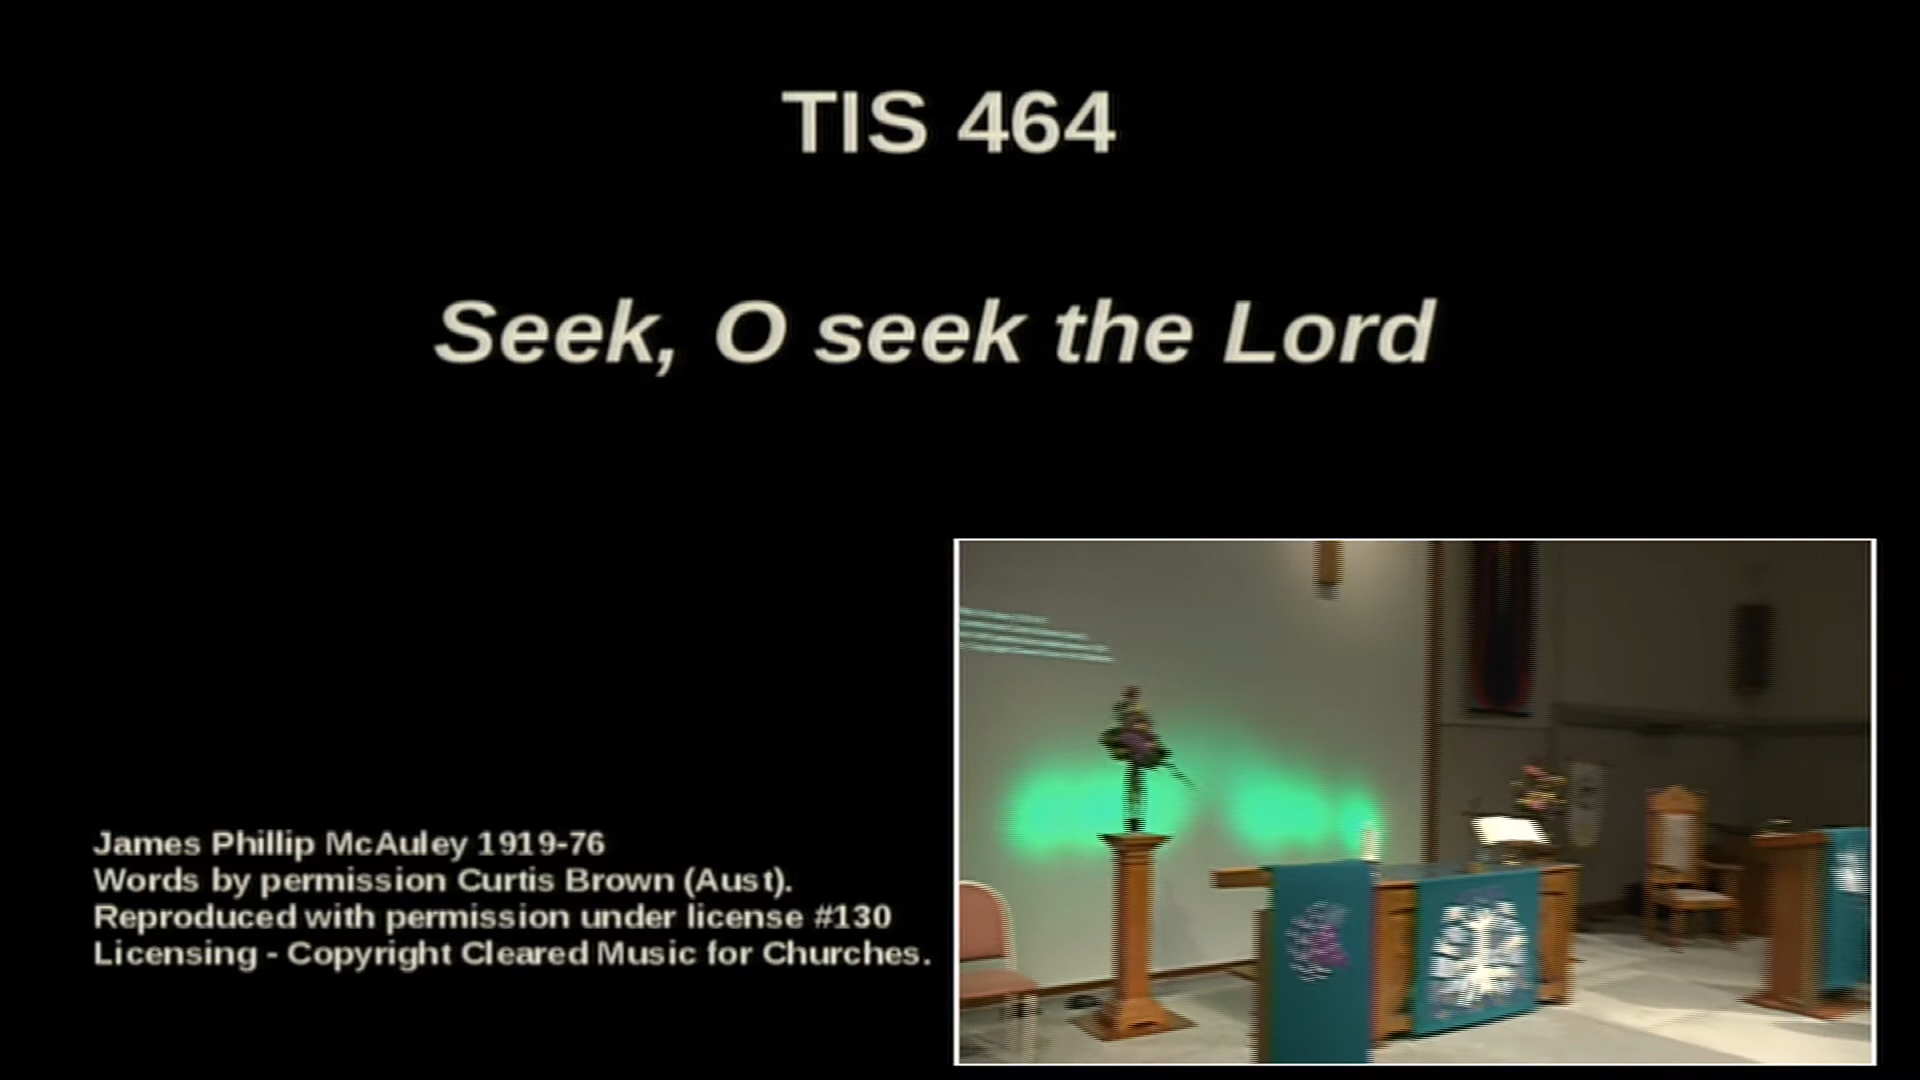 TIS 464
Seek, O seek the Lord
James Phillip McAuley 1919-76
Words by permission Curtis Brown (Aust).
Reproduced with permission under license #130
Licensing - Copyright Cleared Music for Churches.